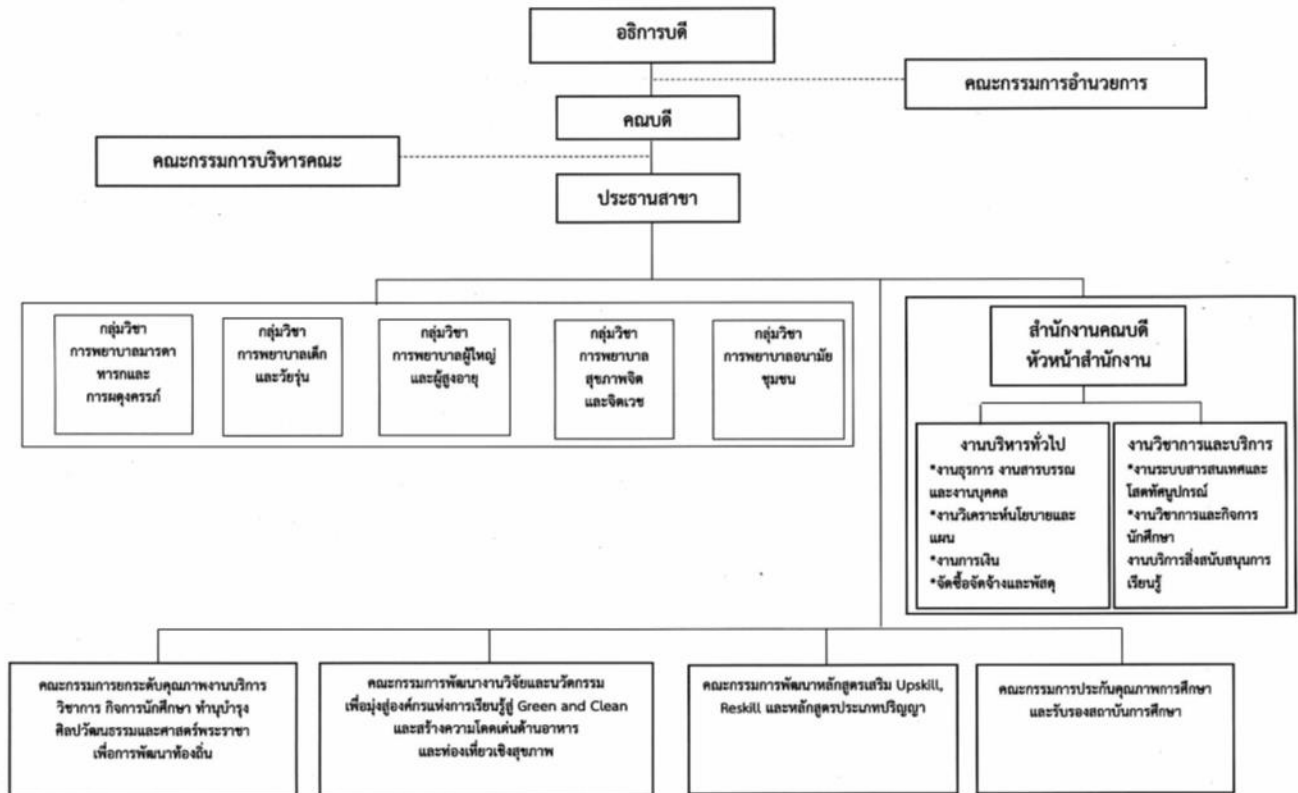 อธิการบดี
คณะกรรมการอำนวยการ
คณบดี
คณะกรรมการบริหารคณะ
ประธานสาขา
กลุ่มวิชา
การพยาบาลมารดา
ทารกและ
การผดุงครรภ์
กลุ่มวิชา
การพยาบาลเด็ก
และวัยรุ่น
กลุ่มวิชา
การพยาบาลผู้ใหญ่
และผู้สูงอายุ
กลุ่มวิชา
การพยาบาล
สุขภาพจิต
และจิตเวช
กลุ่มวิชา
การพยาบาลอนามัย
ชุมชน
สำนักงานคณบดี
หัวหน้าสำนักงาน
งานบริหารทั่วไป
*งานธุรการ งานสารบรรณ
และงานบุคคล
*งานวิเคราะห์นโยบายและ
แผน
*งานการเงิน
*จัดซื้อจัดจ้างและพัสดุ
งานวิชาการและบริการ
*งานระบบสารสนเทศและ
โสตทัศนูปกรณ์
*งานวิชาการและกิจการ
นักศึกษา
งานบริการสิ่งสนับสนุนการ
เรียนรู้
คณะกรรมการยกระดับคุณภาพงานบริการ
วิชาการ กิจการนักศึกษา ทำนุบำรุง
ศิลปวัฒนธรรมและศาสตร์พระราชา
เพื่อการพัฒนาท้องถิ่น
คณะกรรมการพัฒนางานวิจัยและนวัตกรรม
เพื่อมุ่งสู่องค์กรแห่งการเรียนรู้สู่ Green and Clean
และสร้างความโดดเด่นด้านอาหาร
และท่องเที่ยวเชิงสุขภาพ
คณะกรรมการพัฒนาหลักสูตรเสริม Upskill,
Reskill และหลักสูตรประเภทปริญญา
คณะกรรมการประกันคุณภาพการศึกษา
และรับรองสถาบันการศึกษา